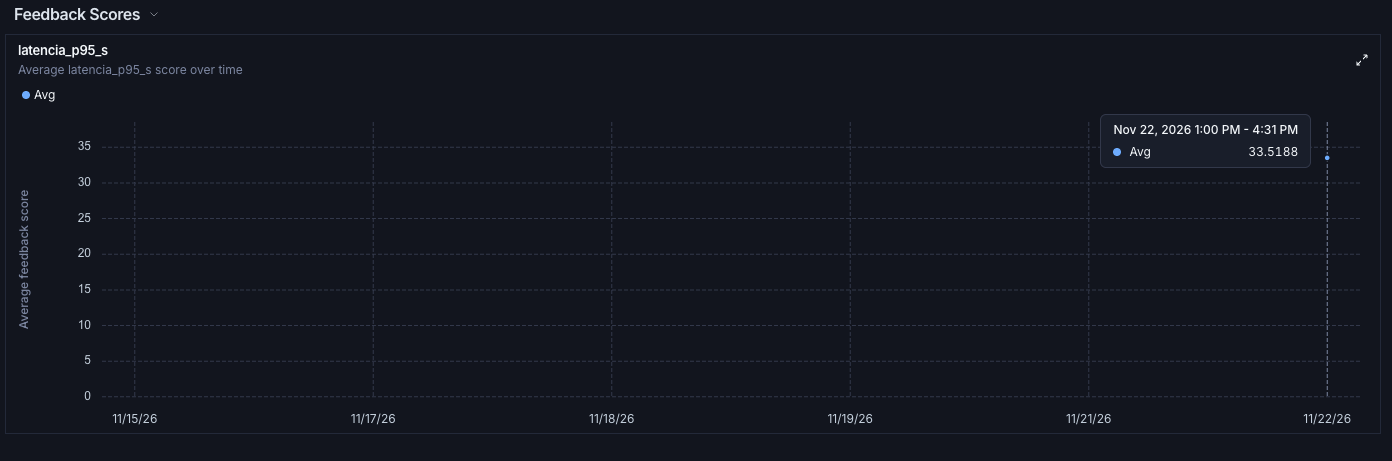 Feedback Scores
latencia_p95_s
Average latencia_p95_s score over time
Avg
Nov 22, 2026 1:00 PM - 4:31 PM
Avg 33.5188
Average feedback score
35
30
25
20
15
10
5
0
11/15/26 11/17/26 11/18/26 11/19/26 11/21/26 11/22/26